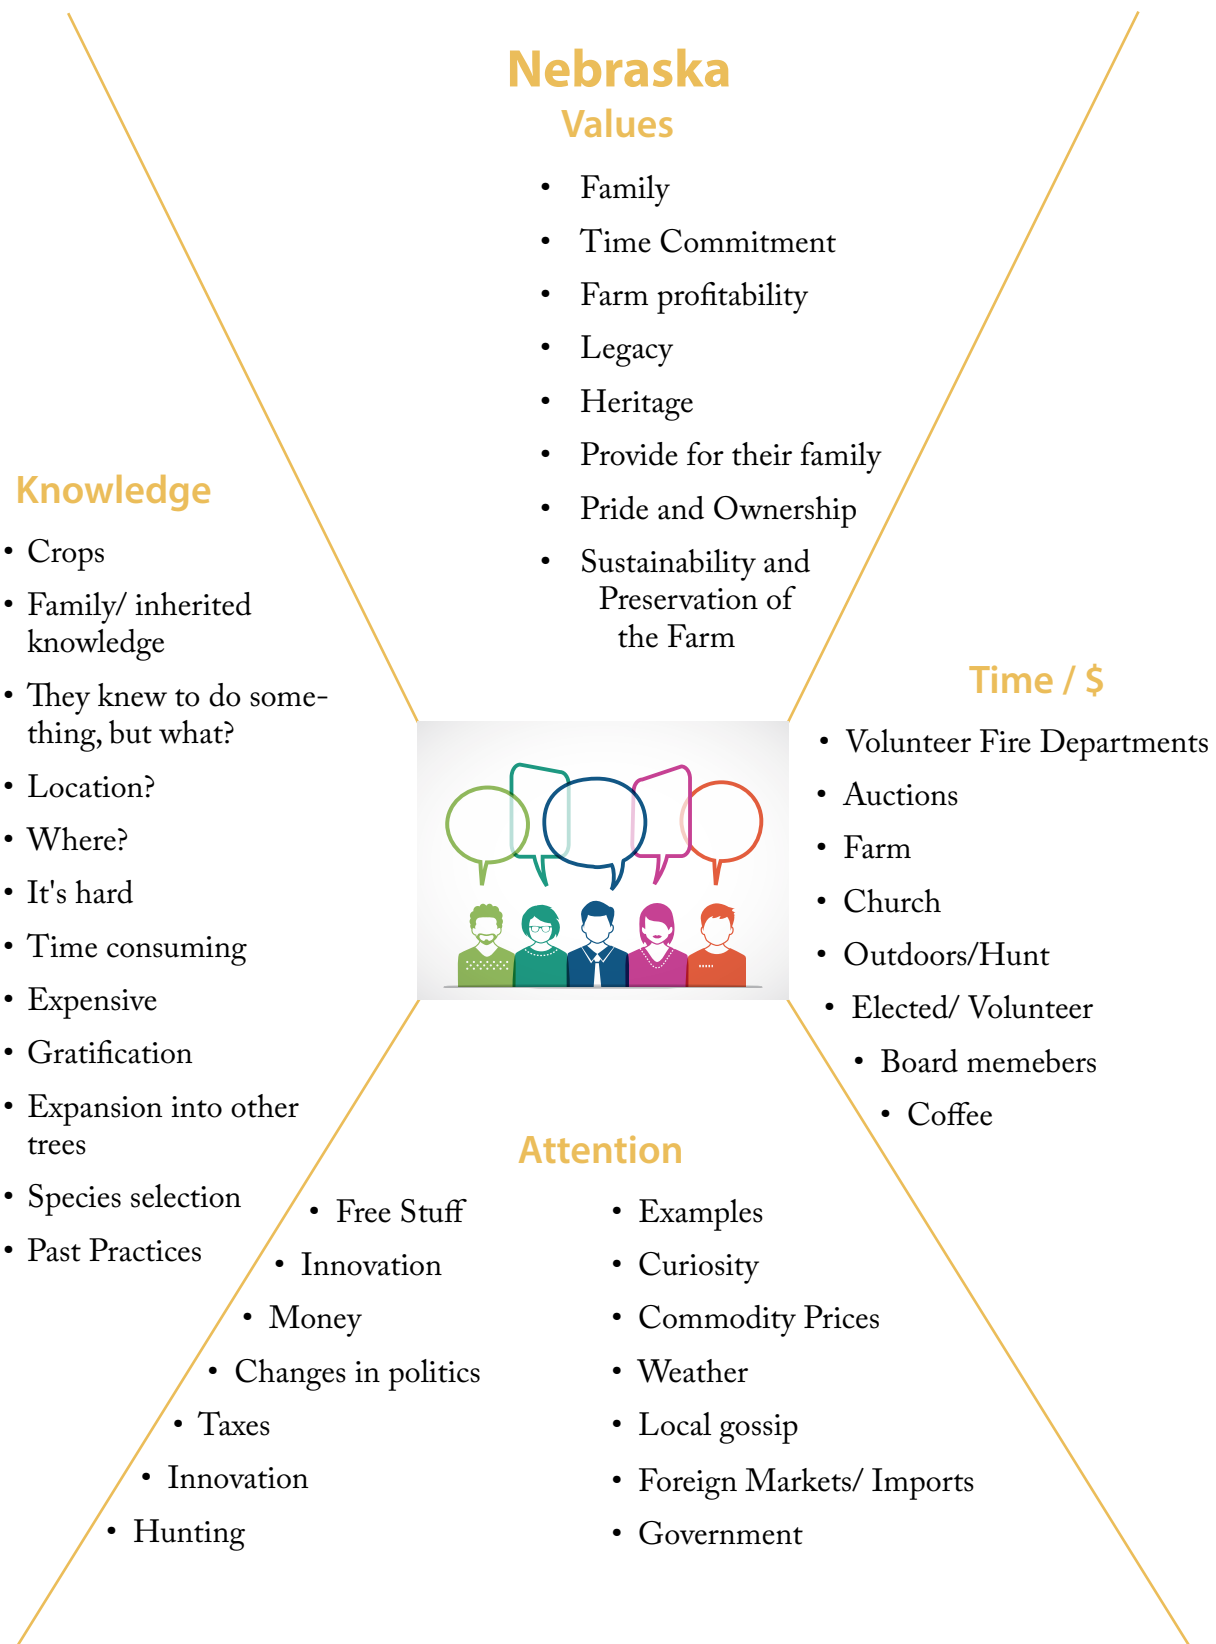 Nebraska
Values
• Family
• Time Commitment
• Farm profitability
• Legacy
• Heritage
• Provide for their family
• Pride and Ownership
• Sustainability and
Preservation of
the Farm
Knowledge
• Crops
• Family/ inherited
knowledge
• They knew to do some-
thing, but what?
• Location?
• Where?
• It's hard
• Time consuming
• Expensive
• Gratification
• Expansion into other
trees
• Species selection
• Past Practices
Time / $
• Volunteer Fire Departments
• Auctions
• Farm
• Church
• Outdoors/Hunt
• Elected/ Volunteer
• Board memebers
• Coffee
Attention
• Free Stuff
• Innovation
• Money
• Changes in politics
• Taxes
• Innovation
• Hunting
• Examples
• Curiosity
• Commodity Prices
• Weather
• Local gossip
• Foreign Markets/ Imports
• Government